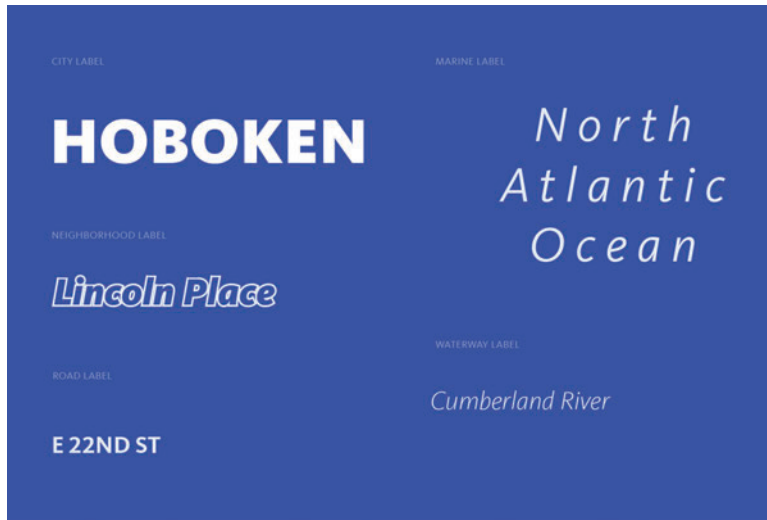 CITY LABEL
HOBOKEN
NEIGHBORHOOD LABEL
Lincoln Place
ROAD LABEL
E 22ND ST
MARINE LABEL
North
Atlantic
Ocean
WATERWAY LABEL
Cumberland River